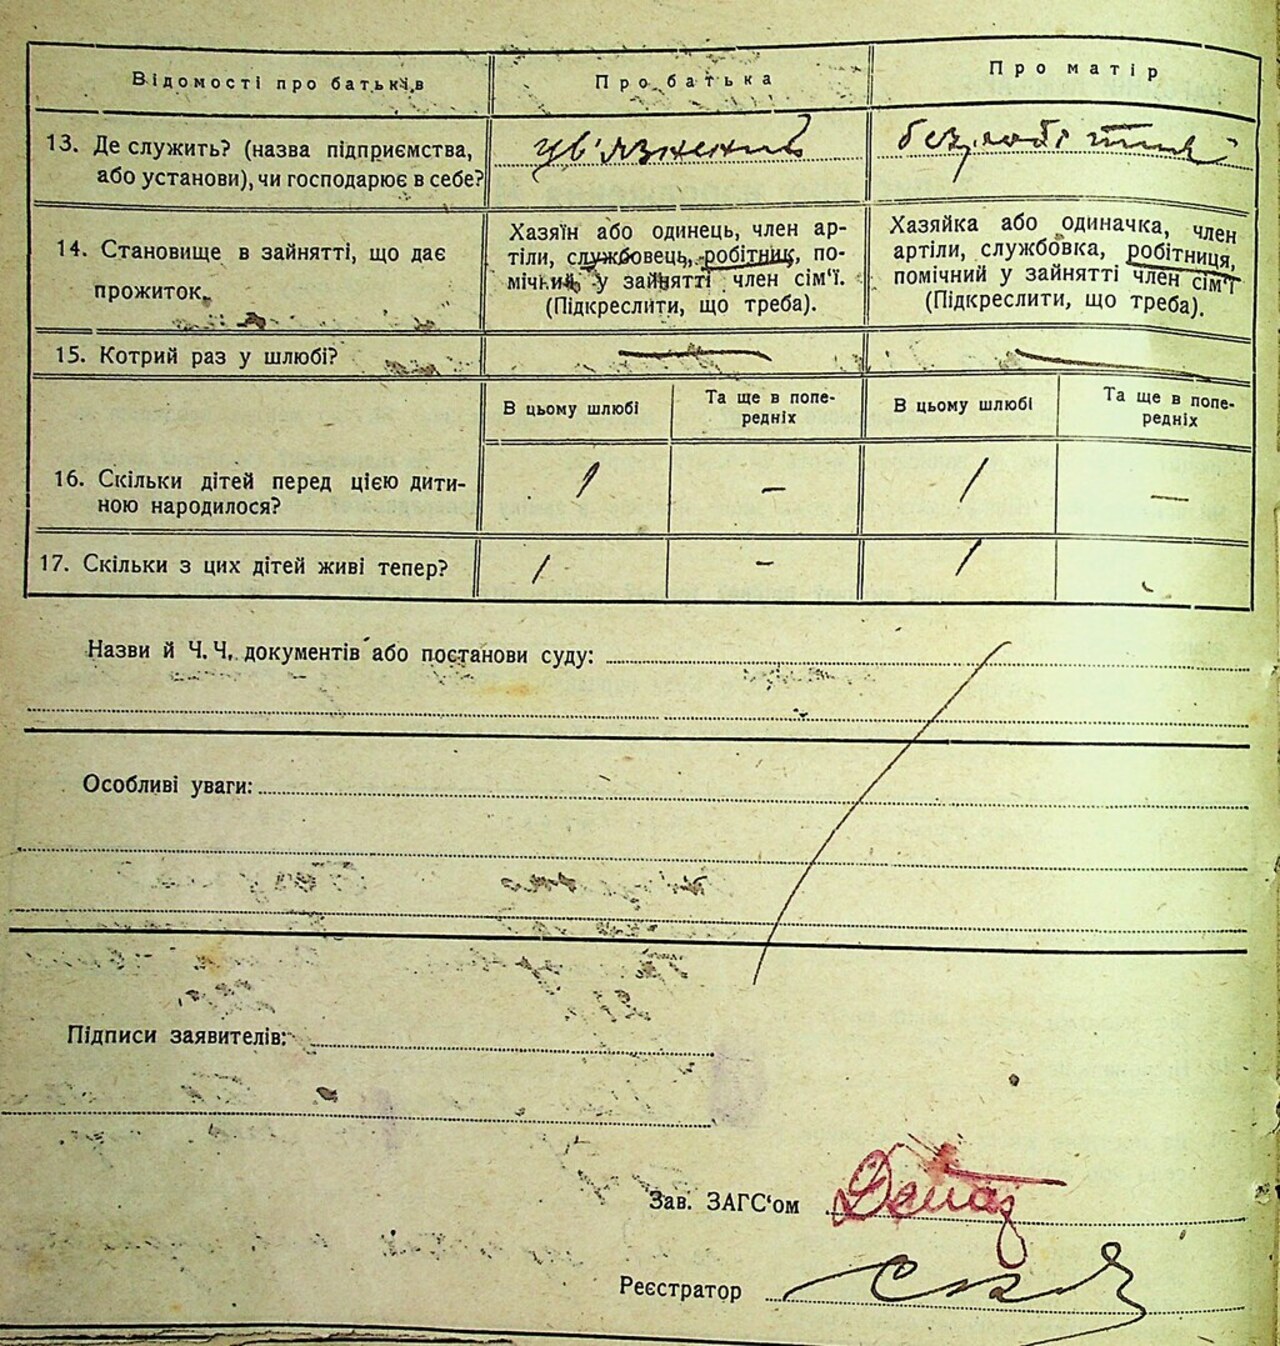 Відомості про батьків
Про батька
Про матір
13. Де служить? (назва підприємства,
або установи), чи господарює в себе?
ув'язнений
безробітний
14. Становище в зайнятті, що дає
прожиток.
Хазяїн або одинець, член ар-
тіли, службовець, робітник, по-
мічний у зайнятті член сім‘ї.
(Підкреслити, що треба).
Хазяйка або одиначка, член
артіли, службовка, робітниця,
помічний у зайнятті член сім‘ї
(Підкреслити, що треба).
15. Котрий раз у шлюбі?
—
—
В цьому шлюбі
Та ще в попе-
редніх
В цьому шлюбі
Та ще в попе-
редніх
16. Скільки дітей перед цією дити-
ною народилося?
1
—
1
—
17. Скільки з цих дітей живі тепер?
1
-
1
Назви й Ч. Ч. документів або постанови суду:
Особливі уваги:
Підписи заявителів:
Зав. ЗАГС‘ом
Реєстратор